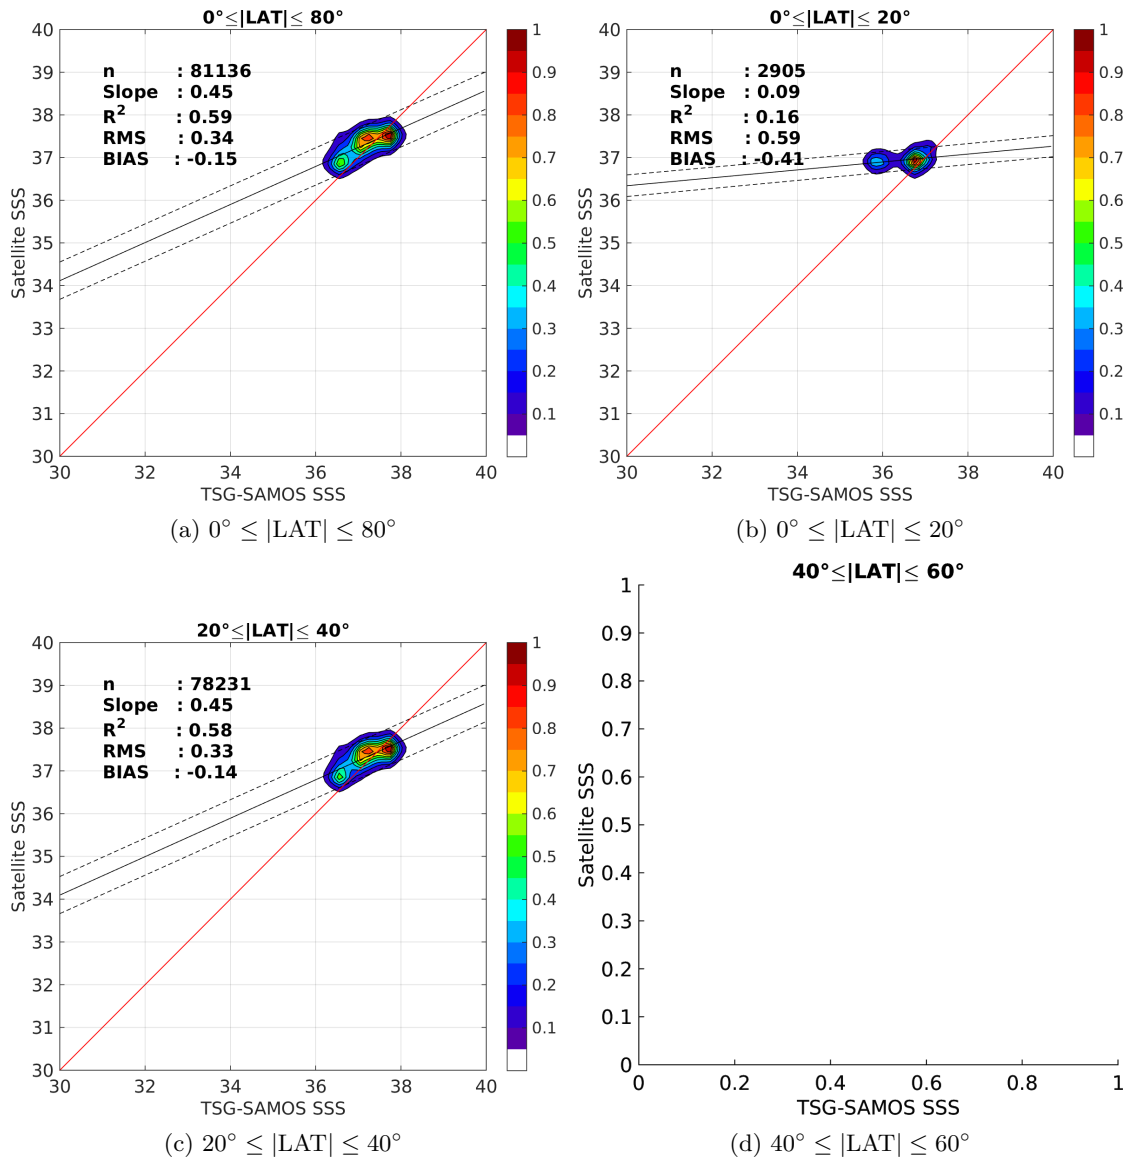 0°≤|LAT|≤ 80°
40
39
38
37
36
35
34
33
32
31
30
30 32 34 36 38 40
Satellite SSS
TSG-SAMOS SSS
n : 81136
Slope : 0.45
R² : 0.59
RMS : 0.34
BIAS : -0.15
1
0.9
0.8
0.7
0.6
0.5
0.4
0.3
0.2
0.1
(a) 0° ≤ |LAT| ≤ 80°
0°≤|LAT|≤ 20°
40
39
38
37
36
35
34
33
32
31
30
30 32 34 36 38 40
Satellite SSS
TSG-SAMOS SSS
n : 2905
Slope : 0.09
R² : 0.16
RMS : 0.59
BIAS : -0.41
1
0.9
0.8
0.7
0.6
0.5
0.4
0.3
0.2
0.1
(b) 0° ≤ |LAT| ≤ 20°
20°≤|LAT|≤ 40°
40
39
38
37
36
35
34
33
32
31
30
30 32 34 36 38 40
Satellite SSS
TSG-SAMOS SSS
n : 78231
Slope : 0.45
R² : 0.58
RMS : 0.33
BIAS : -0.14
1
0.9
0.8
0.7
0.6
0.5
0.4
0.3
0.2
0.1
(c) 20° ≤ |LAT| ≤ 40°
40°≤|LAT|≤ 60°
1
0.9
0.8
0.7
0.6
0.5
0.4
0.3
0.2
0.1
0
0 0.2 0.4 0.6 0.8 1
Satellite SSS
TSG-SAMOS SSS
(d) 40° ≤ |LAT| ≤ 60°